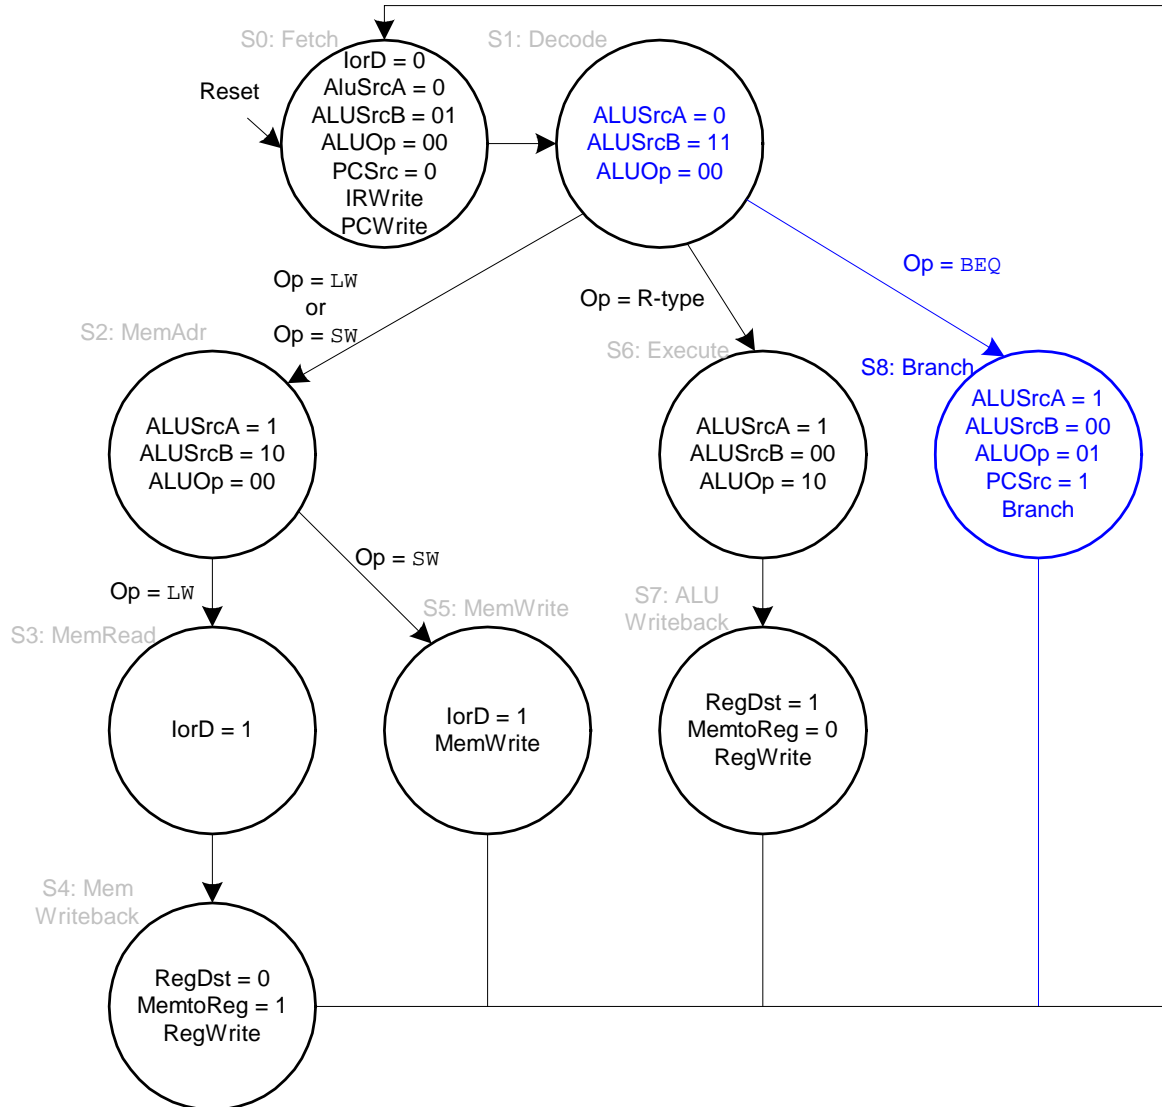 S0: Fetch
S1: Decode
Reset
IorD = 0
AluSrcA = 0
ALUSrcB = 01
ALUOp = 00
PCSrc = 0
IRWrite
PCWrite
ALUSrcA = 0
ALUSrcB = 11
ALUOp = 00
Op = LW
or
Op = SW
Op = R-type
Op = BEQ
S2: MemAdr
S6: Execute
S8: Branch
ALUSrcA = 1
ALUSrcB = 10
ALUOp = 00
ALUSrcA = 1
ALUSrcB = 00
ALUOp = 10
ALUSrcA = 1
ALUSrcB = 00
ALUOp = 01
PCSrc = 1
Branch
Op = LW
Op = SW
S3: MemRead
S5: MemWrite
S7: ALU
Writeback
IorD = 1
IorD = 1
MemWrite
RegDst = 1
MemtoReg = 0
RegWrite
S4: Mem
Writeback
RegDst = 0
MemtoReg = 1
RegWrite